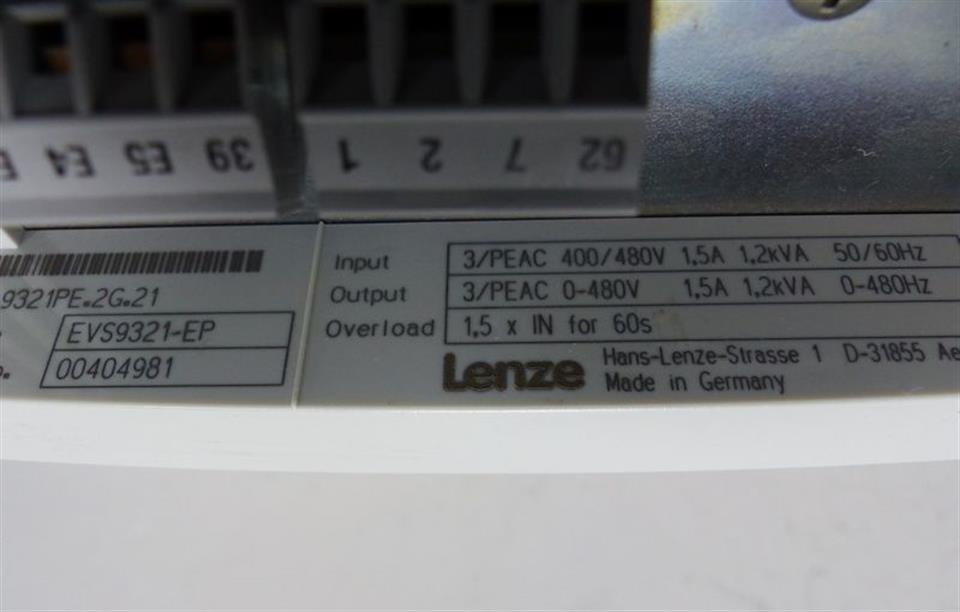 E4 E5 39 1 2 7 62
9321PE.2G.21
EVS9321-EP
00404981
Input 3/PEAC 400/480V 1,5A 1,2kVA 50/60Hz
Output 3/PEAC 0-480V 1,5A 1,2kVA 0-480Hz
Overload 1,5 x IN for 60s
Lenze
Hans-Lenze-Strasse 1 D-31855 Ae
Made in Germany